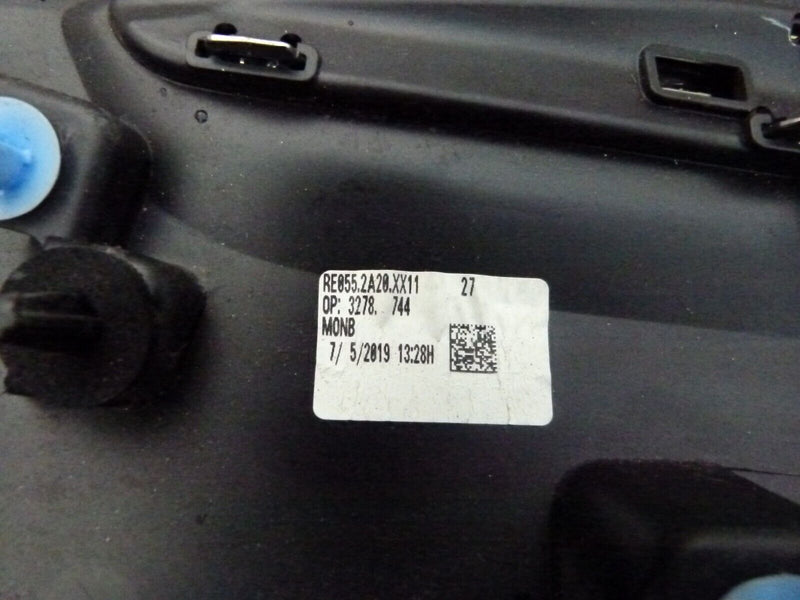 RE055.2A20.XX11 27
OP: 3278. 744
MONB
7/ 5/2019 13:28H